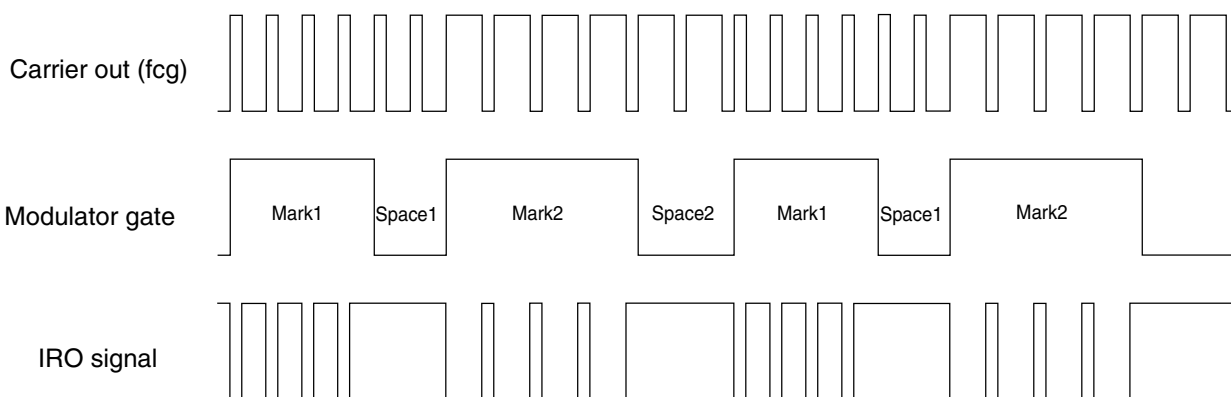 Carrier out (fcg)
Modulator gate
Mark1
Space1
Mark2
Space2
Mark1
Space1
Mark2
IRO signal